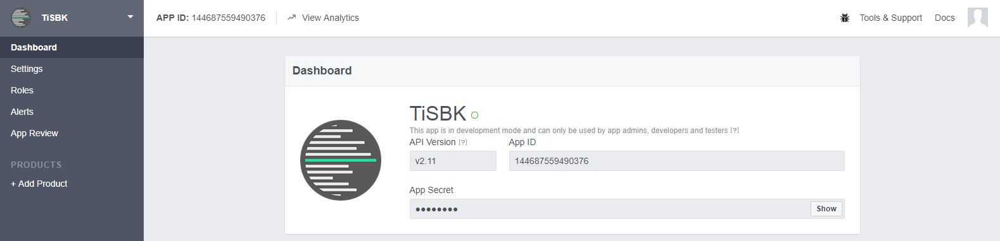 TiSBK
APP ID: 144687559490376
View Analytics
Tools & Support
Docs
Dashboard
Settings
Roles
Alerts
App Review
PRODUCTS
+ Add Product
Dashboard
TiSBK
This app is in development mode and can only be used by app admins, developers and testers [?]
API Version [?]
App ID
v2.11
144687559490376
App Secret
●●●●●●●●
Show